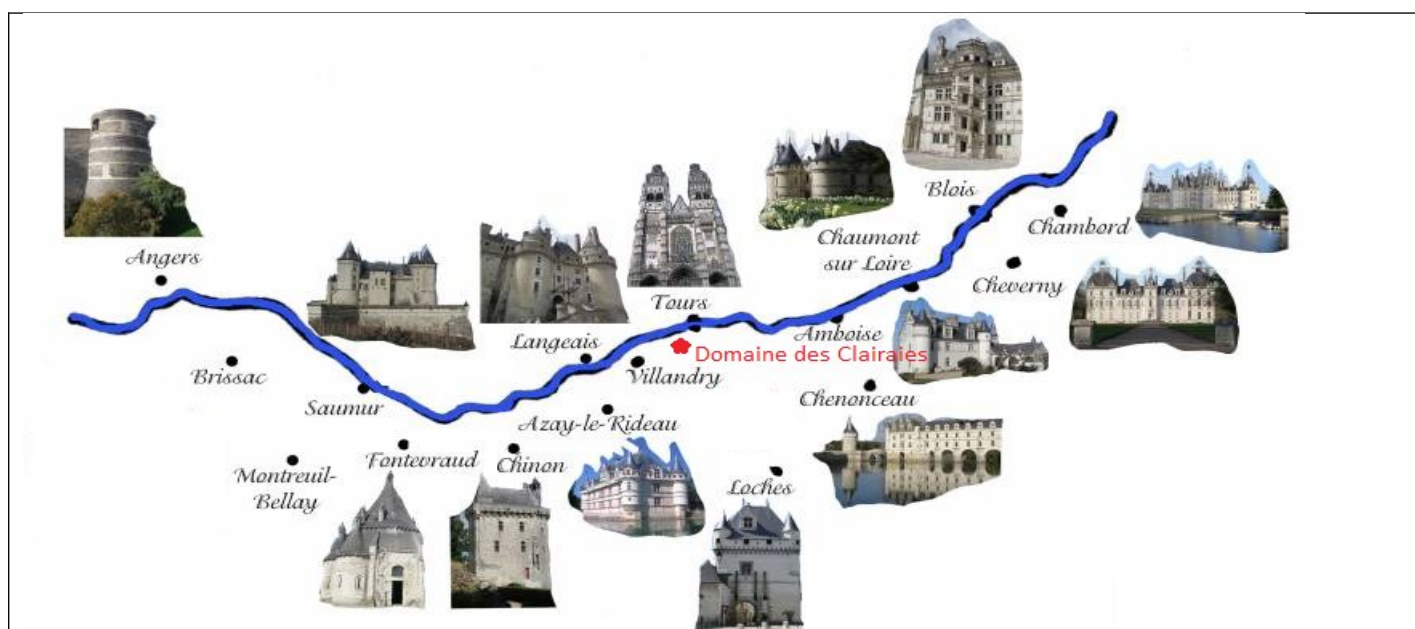 Blois
Chambord
Chaumont
sur Loire
Cheverny
Angers
Tours
Amboise
Langeais
Domaine des Clairaies
Villandry
Brissac
Chenonceau
Saumur
Azay-le-Rideau
Fontevraud
Chinon
Montreuil-
Bellay
Loches